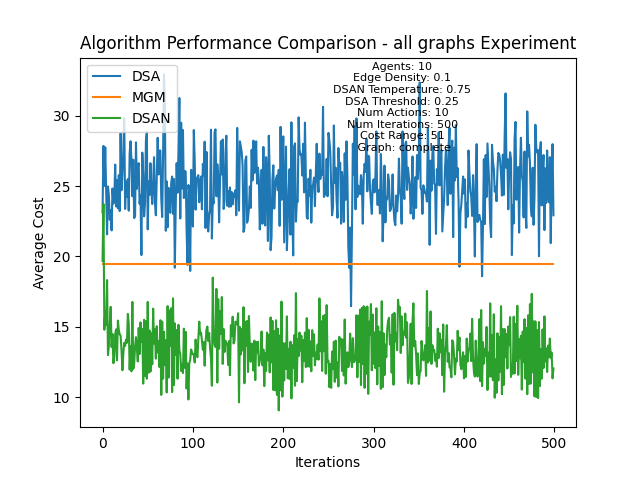 Algorithm Performance Comparison - all graphs Experiment
DSA
MGM
DSAN
Agents: 10
Edge Density: 0.1
DSAN Temperature: 0.75
DSA Threshold: 0.25
Num Actions: 10
Num Iterations: 500
Cost Range: 51
Graph: complete
Average Cost
30
25
20
15
10
0
100
200
300
400
500
Iterations